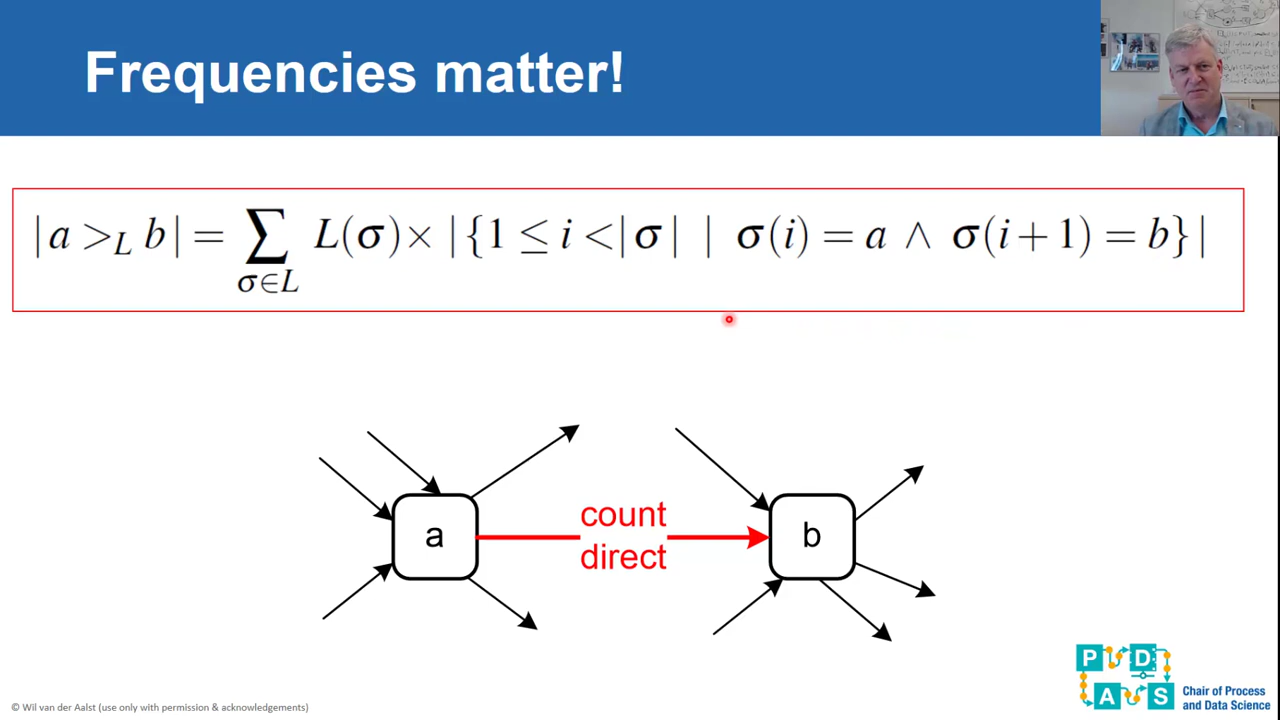 Frequencies matter!
|a >_L b| = ∑_{σ∈L} L(σ) × |{1 ≤ i < |σ| | σ(i) = a ∧ σ(i+1) = b}|
a
count
direct
b
P D
A S
Chair of Process
and Data Science
© Wil van der Aalst (use only with permission & acknowledgements)